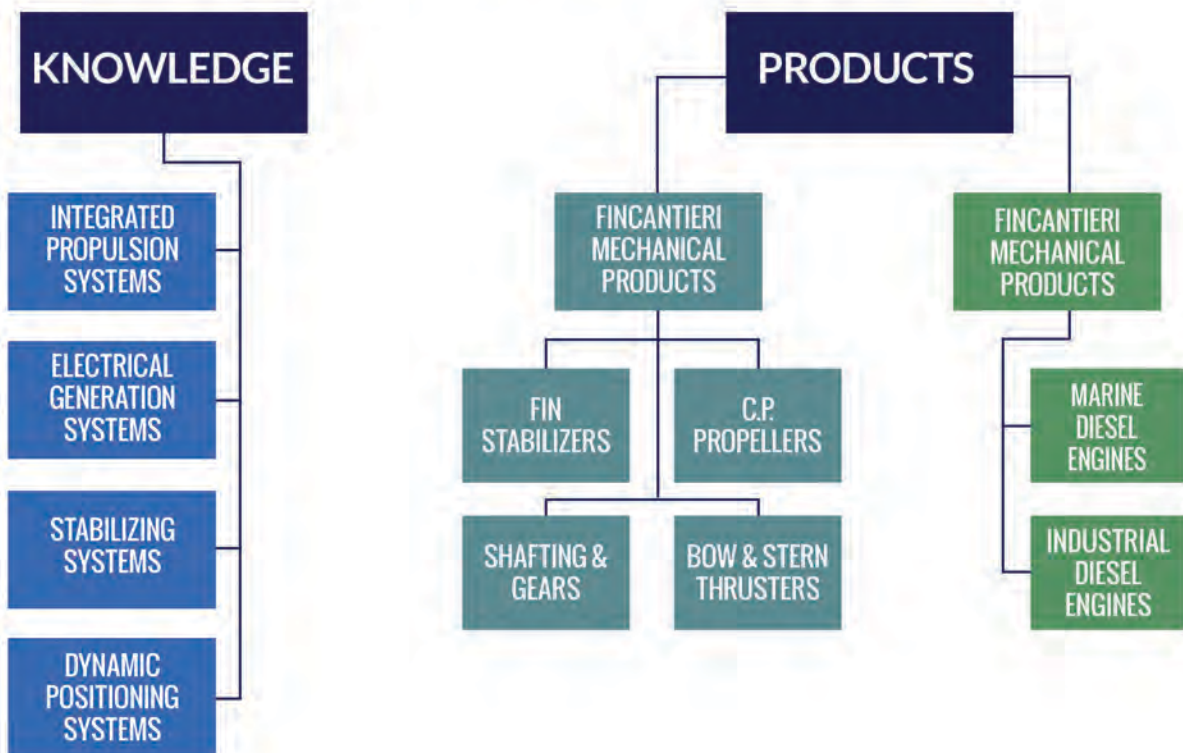 KNOWLEDGE
INTEGRATED
PROPULSION
SYSTEMS
ELECTRICAL
GENERATION
SYSTEMS
STABILIZING
SYSTEMS
DYNAMIC
POSITIONING
SYSTEMS
PRODUCTS
FINCANTIERI
MECHANICAL
PRODUCTS
FIN
STABILIZERS
C.P.
PROPELLERS
SHAFTING &
GEARS
BOW & STERN
THRUSTERS
FINCANTIERI
MECHANICAL
PRODUCTS
MARINE
DIESEL
ENGINES
INDUSTRIAL
DIESEL
ENGINES